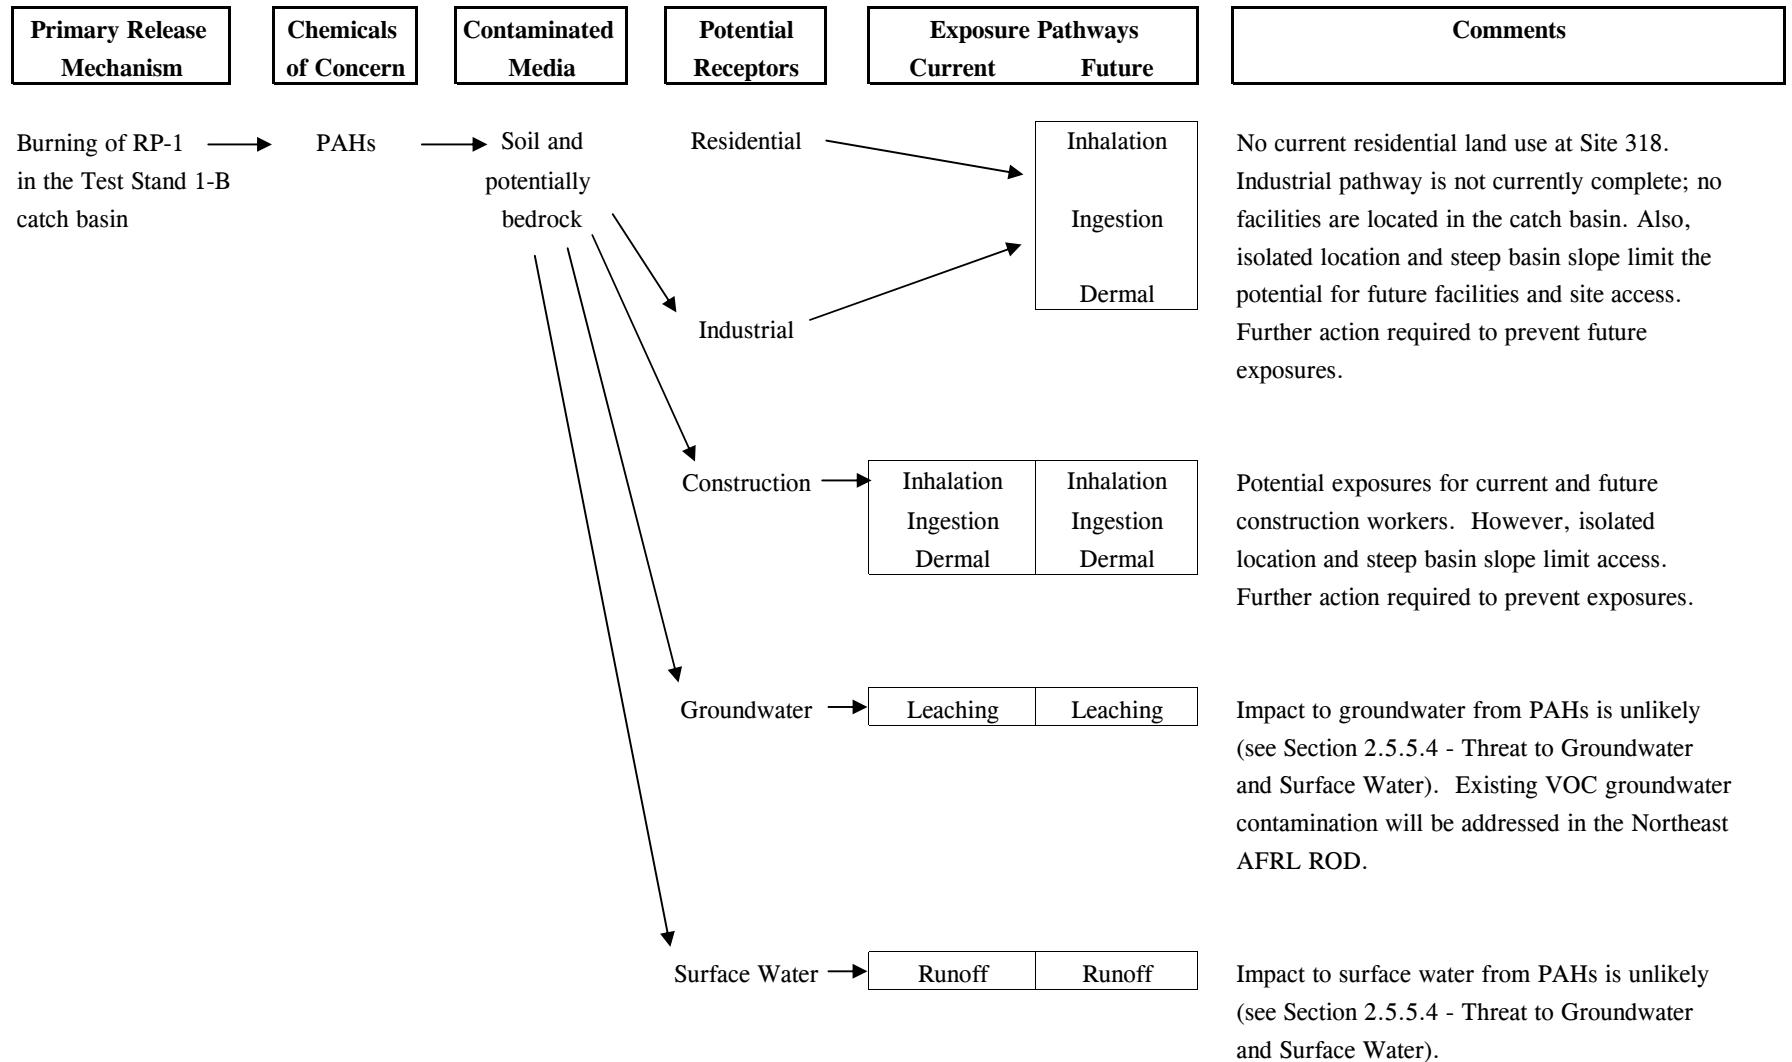 Primary Release
Mechanism
Chemicals
of Concern
Contaminated
Media
Potential
Receptors
Exposure Pathways
Current Future
Comments
Burning of RP-1
in the Test Stand 1-B
catch basin
PAHs
Soil and
potentially
bedrock
Residential
Inhalation
Ingestion
Dermal
No current residential land use at Site 318.
Industrial pathway is not currently complete; no
facilities are located in the catch basin. Also,
isolated location and steep basin slope limit the
potential for future facilities and site access.
Further action required to prevent future
exposures.
Industrial
Construction
Inhalation Inhalation
Ingestion Ingestion
Dermal Dermal
Potential exposures for current and future
construction workers. However, isolated
location and steep basin slope limit access.
Further action required to prevent exposures.
Groundwater
Leaching Leaching
Impact to groundwater from PAHs is unlikely
(see Section 2.5.5.4 - Threat to Groundwater
and Surface Water). Existing VOC groundwater
contamination will be addressed in the Northeast
AFRL ROD.
Surface Water
Runoff Runoff
Impact to surface water from PAHs is unlikely
(see Section 2.5.5.4 - Threat to Groundwater
and Surface Water).